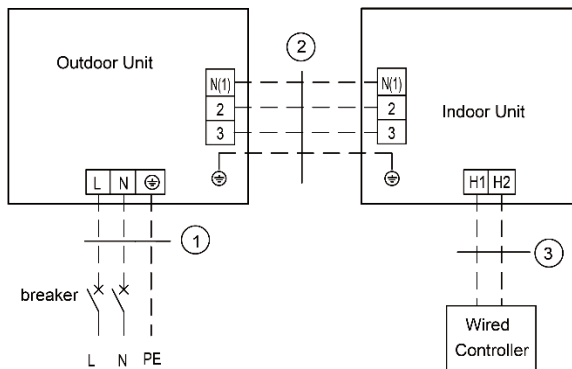 Outdoor Unit
2
N(1)
2
3
N(1)
2
3
Indoor Unit
L N
H1 H2
1
3
breaker
L N PE
Wired
Controller